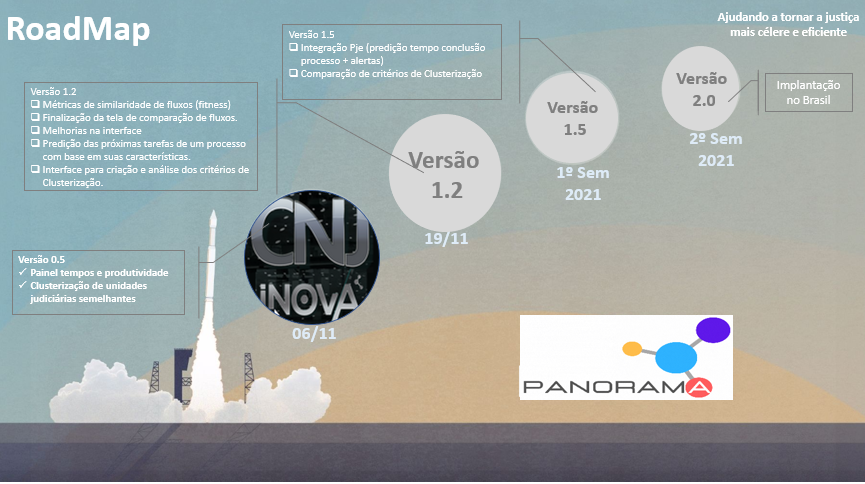 RoadMap
Ajudando a tornar a justiça
mais célere e eficiente
Versão 1.5
Integração Pje (predição tempo conclusão
processo + alertas)
Comparação de critérios de Clusterização
Versão 1.2
Métricas de similaridade de fluxos (fitness)
Finalização da tela de comparação de fluxos.
Melhorias na interface
Predição das próximas tarefas de um processo
com base em suas características.
Interface para criação e análise dos critérios de
Clusterização.
Versão
2.0
2º Sem
2021
Implantação
no Brasil
Versão
1.5
1º Sem
2021
Versão
1.2
19/11
Versão 0.5
✓ Painel tempos e produtividade
✓ Clusterização de unidades
judiciárias semelhantes
CNJ
iNOVA
06/11
PANORAMA